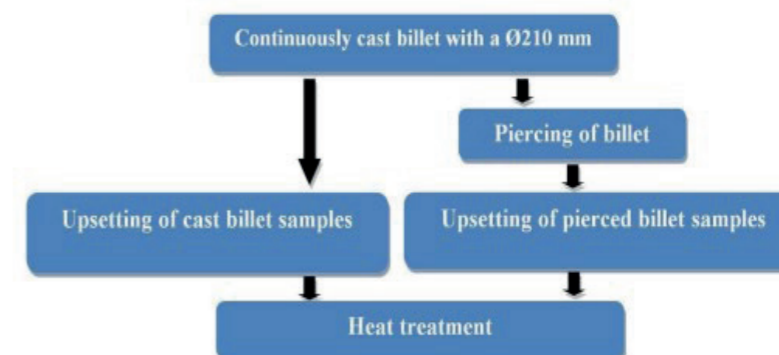 Continuously cast billet with a Ø210 mm
Piercing of billet
Upsetting of cast billet samples
Upsetting of pierced billet samples
Heat treatment